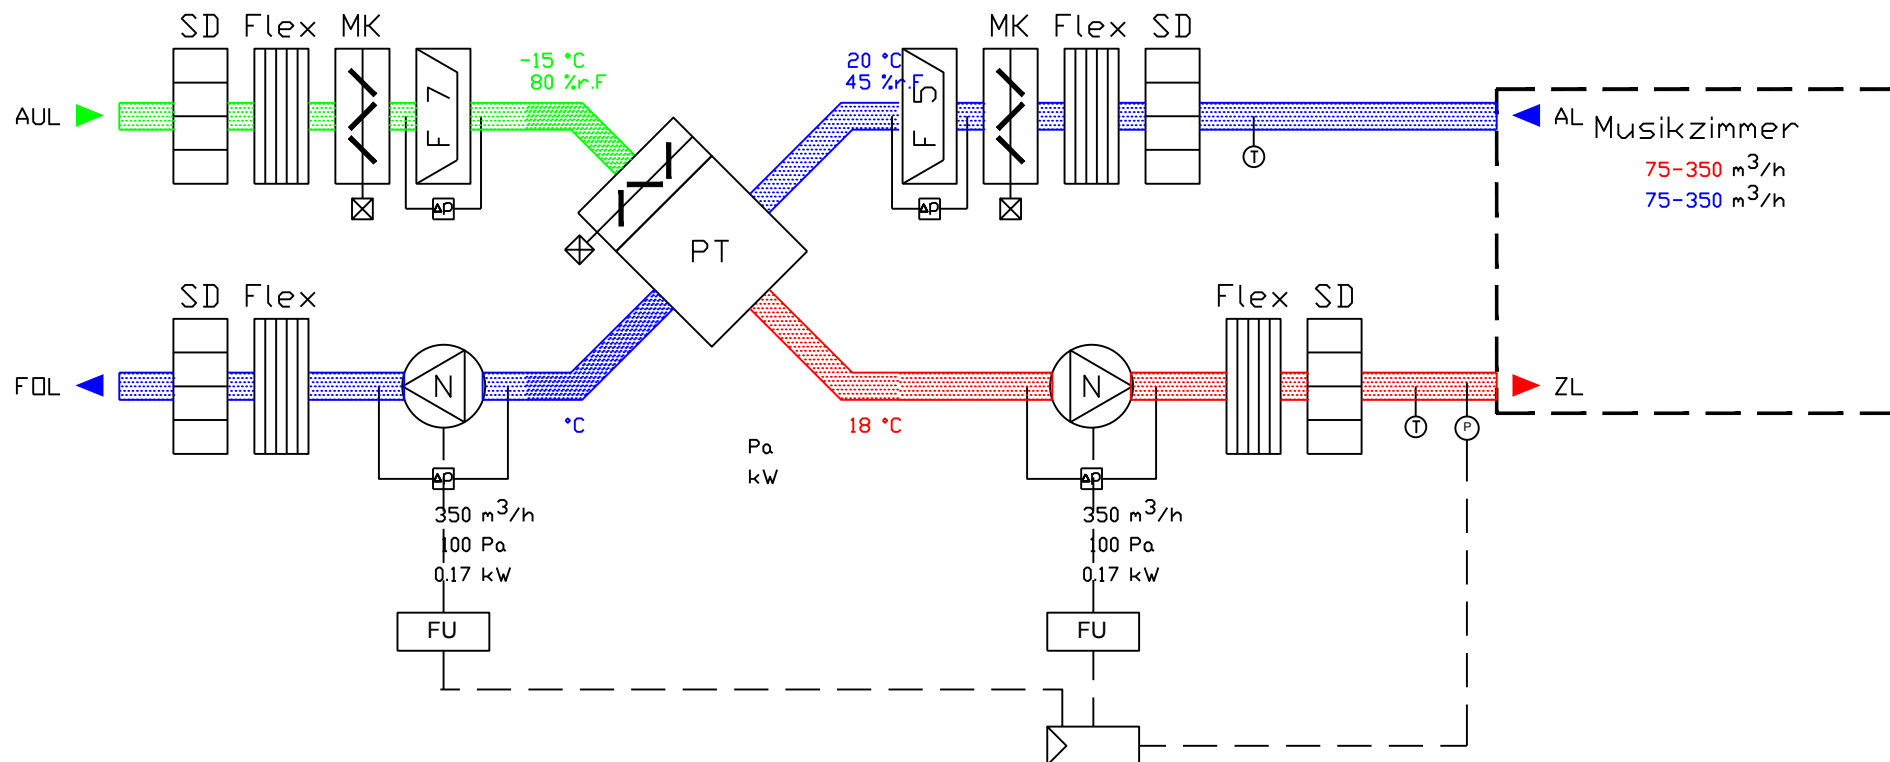 SD Flex MK
MK Flex SD
-15 °C
80 %r.F
20 °C
45 %r.F
AUL
F 7
F 5
AL
Musikzimmer
75-350 m³/h
75-350 m³/h
T
Δp
Δp
PT
SD Flex
Flex SD
FOL
N
N
ZL
°C
18 °C
T
P
Pa
kW
Δp
Δp
350 m³/h
100 Pa
0.17 kW
350 m³/h
100 Pa
0.17 kW
FU
FU